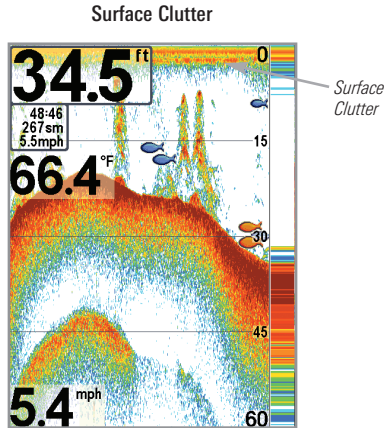 Surface Clutter
34.5 ft
0
Surface
Clutter
48:46
267sm
5.5mph
15
66.4 °F
30
45
5.4 mph
60